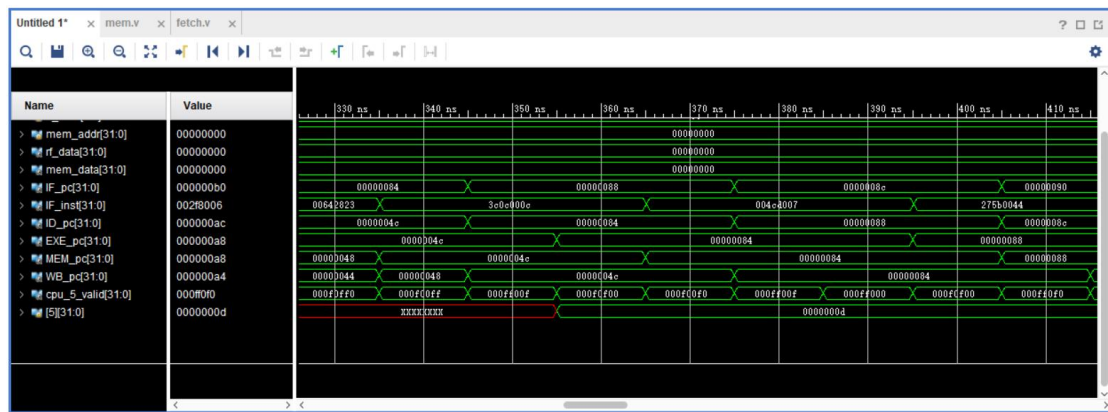 Untitled 1* x mem.v x fetch.v x
Name Value 330 ns 340 ns 350 ns 360 ns 370 ns 380 ns 390 ns 400 ns 410 ns
mem_addr[31:0] 00000000 00000000
rf_data[31:0] 00000000 00000000
mem_data[31:0] 00000000 00000000
IF_pc[31:0] 000000b0 00000084 00000088 0000008c 00000090
IF_inst[31:0] 002f8006 00642823 3c0c000c 004cd007 275b0044
ID_pc[31:0] 000000ac 0000004c 00000084 00000088 0000008c
EXE_pc[31:0] 000000a8 0000004c 00000084 00000088
MEM_pc[31:0] 000000a8 00000048 0000004c 00000084 00000088
WB_pc[31:0] 000000a4 00000044 00000048 0000004c 00000084
cpu_5_valid[31:0] 000ff0f0 000f0ff0 000f00ff 000ff00f 000f0f00 000f00f0 000ff00f 000ff000 000f0f00 000ff0f0
[5][31:0] 0000000d XXXXXXXX 0000000d